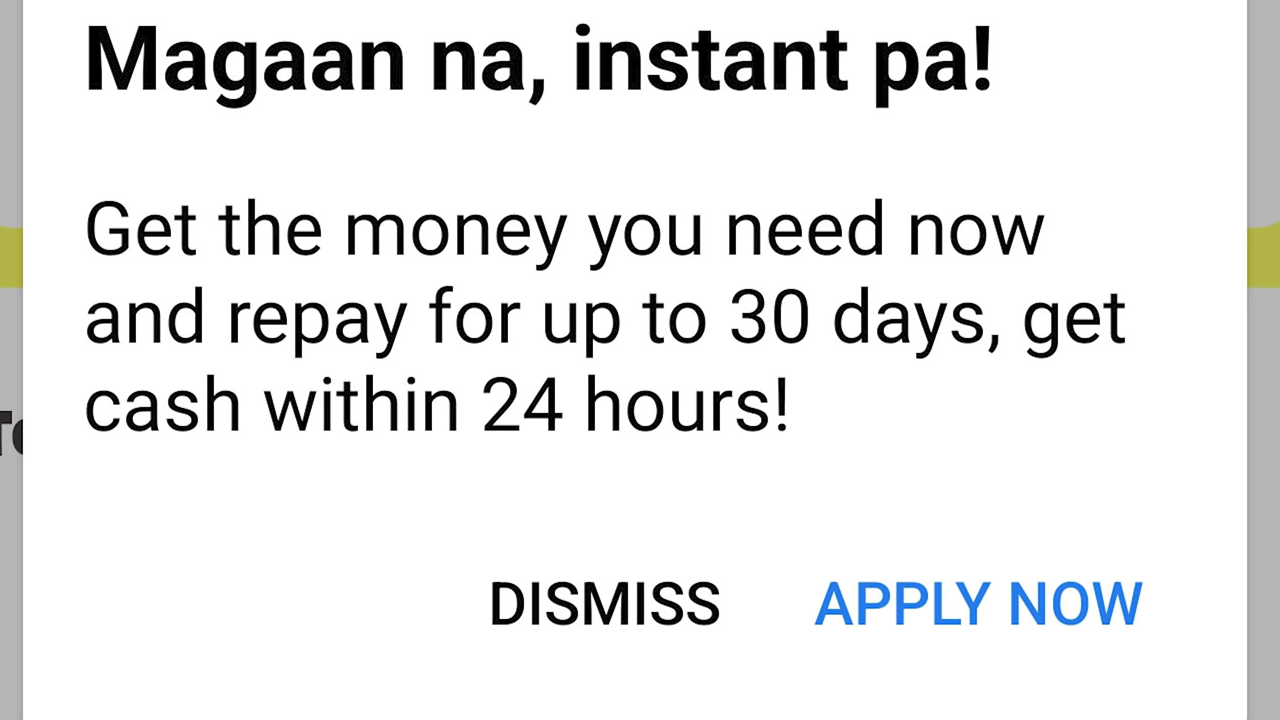 Magaan na, instant pa!
Get the money you need now
and repay for up to 30 days, get
cash within 24 hours!
DISMISS APPLY NOW